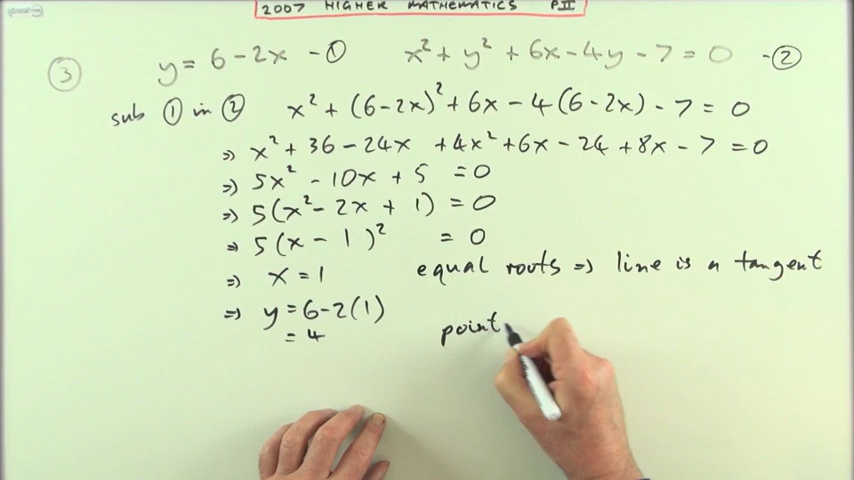 2007 HIGHER MATHEMATICS PII
③ y = 6 - 2x -① x² + y² + 6x - 4y - 7 = 0 -②
sub ① in ② x² + (6 - 2x)² + 6x - 4(6 - 2x) - 7 = 0
⇒ x² + 36 - 24x + 4x² + 6x - 24 + 8x - 7 = 0
⇒ 5x² - 10x + 5 = 0
⇒ 5(x² - 2x + 1) = 0
⇒ 5(x - 1)² = 0
⇒ x = 1 equal roots ⇒ line is a tangent
⇒ y = 6 - 2(1)
= 4 point